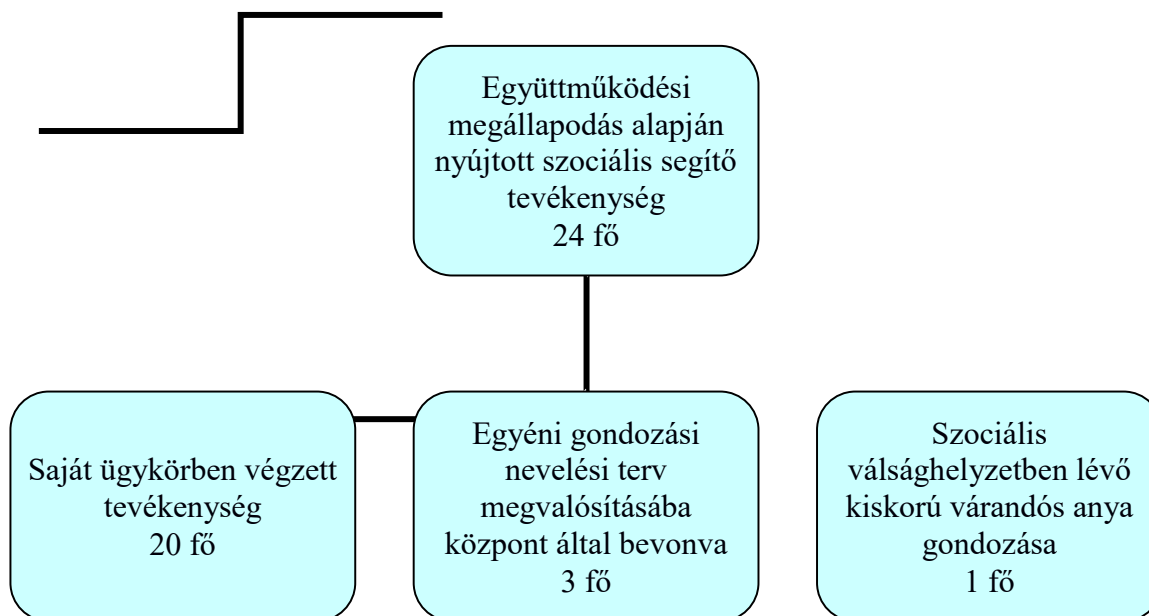 Együttműködési
megállapodás alapján
nyújtott szociális segítő
tevékenység
24 fő
Saját ügykörben végzett
tevékenység
20 fő
Egyéni gondozási
nevelési terv
megvalósításába
központ által bevonva
3 fő
Szociális
válsághelyzetben lévő
kiskorú várandós anya
gondozása
1 fő